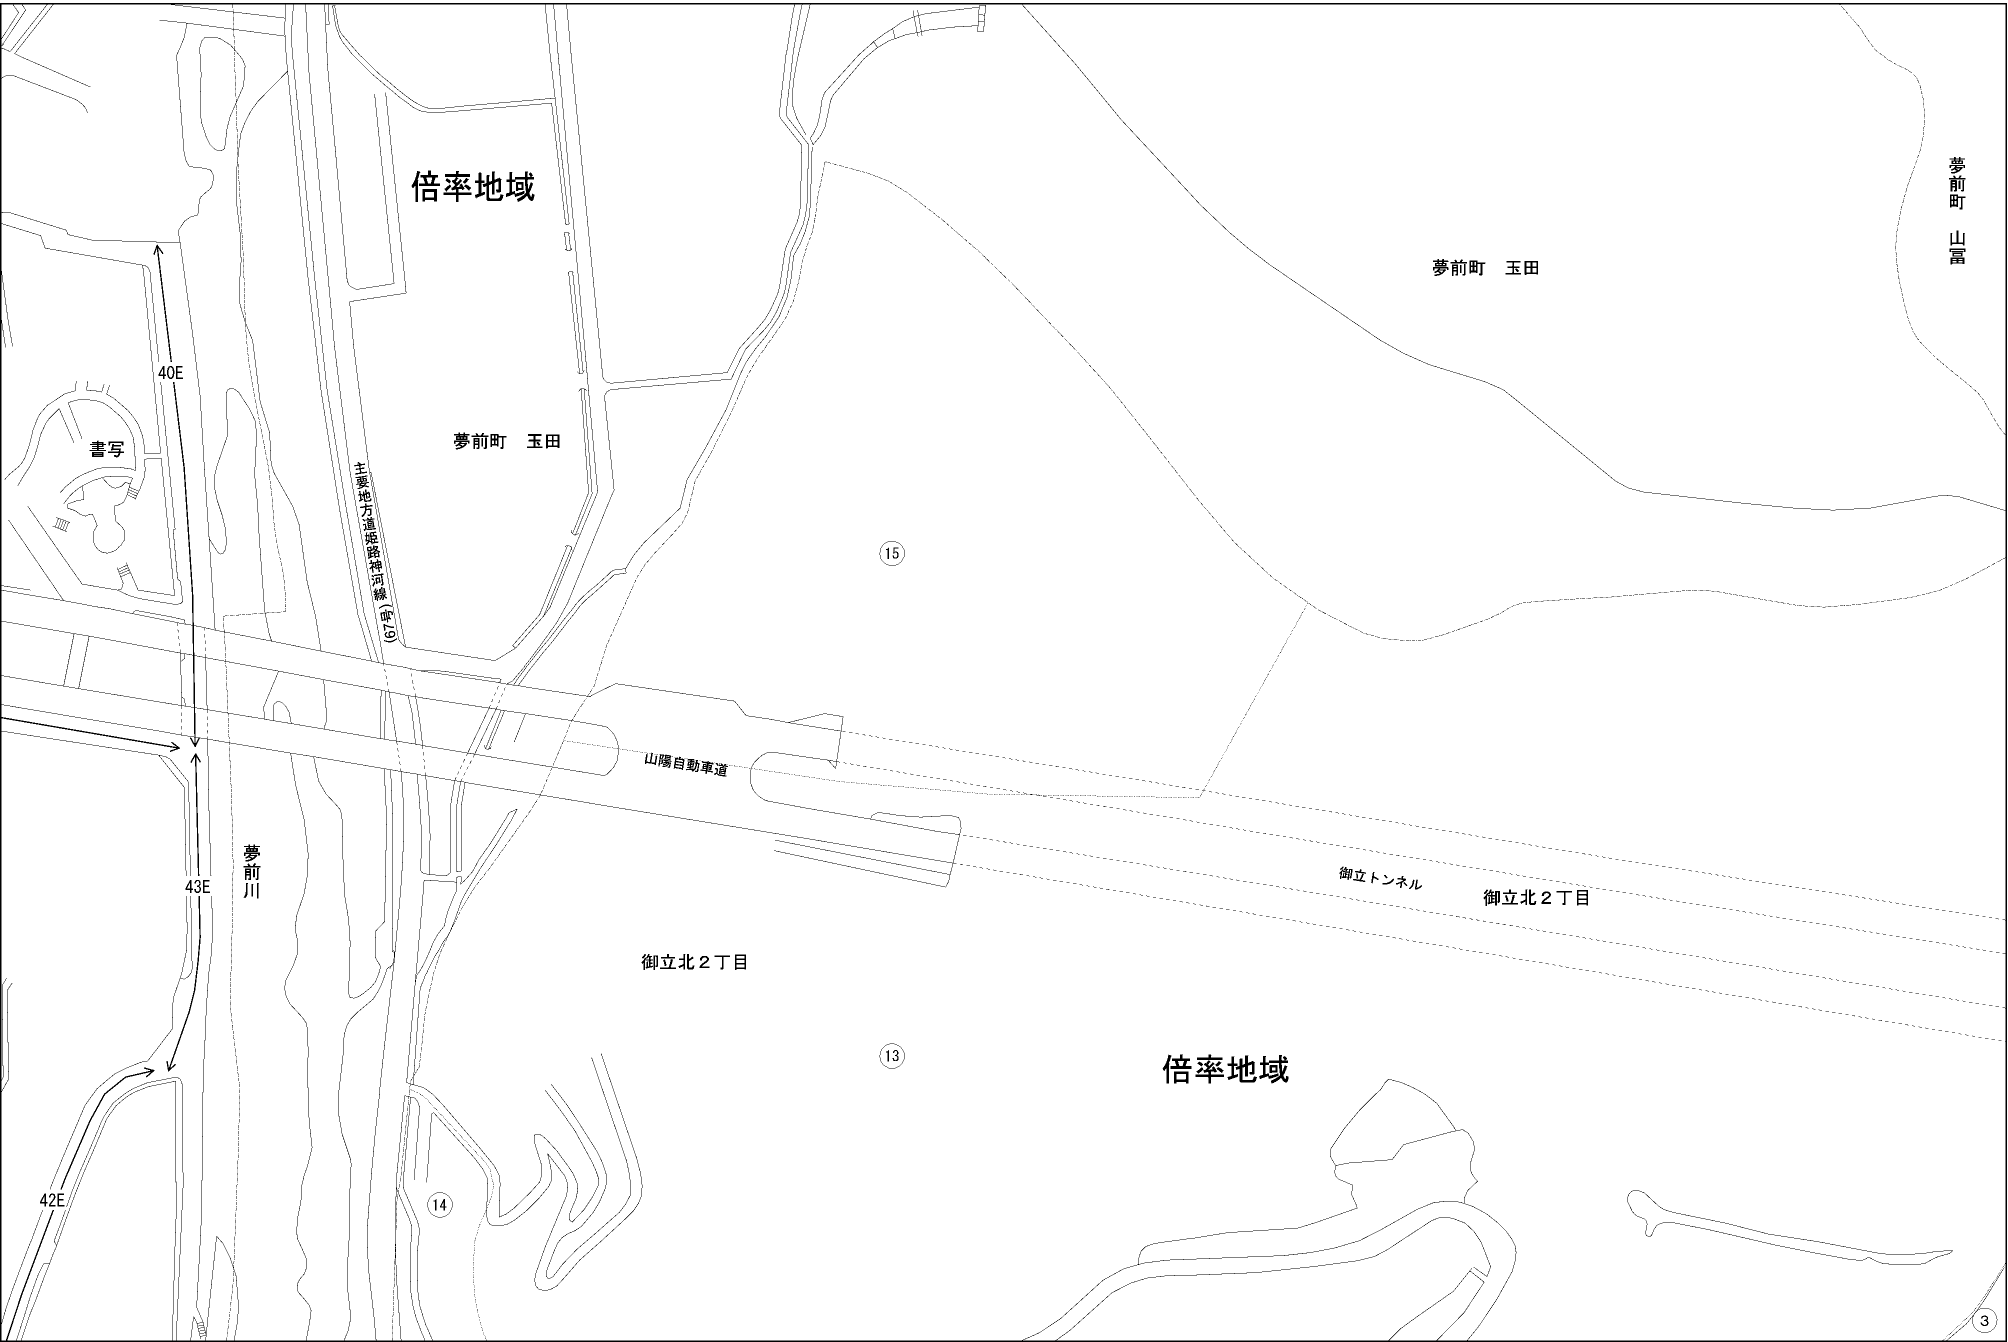 倍率地域
夢前町　山冨
夢前町　玉田
40E
夢前町　玉田
書写
主要地方道姫路神河線(号79)
15
山陽自動車道
夢前川
43E
御立トンネル
御立北２丁目
御立北２丁目
13
倍率地域
42E
14
3